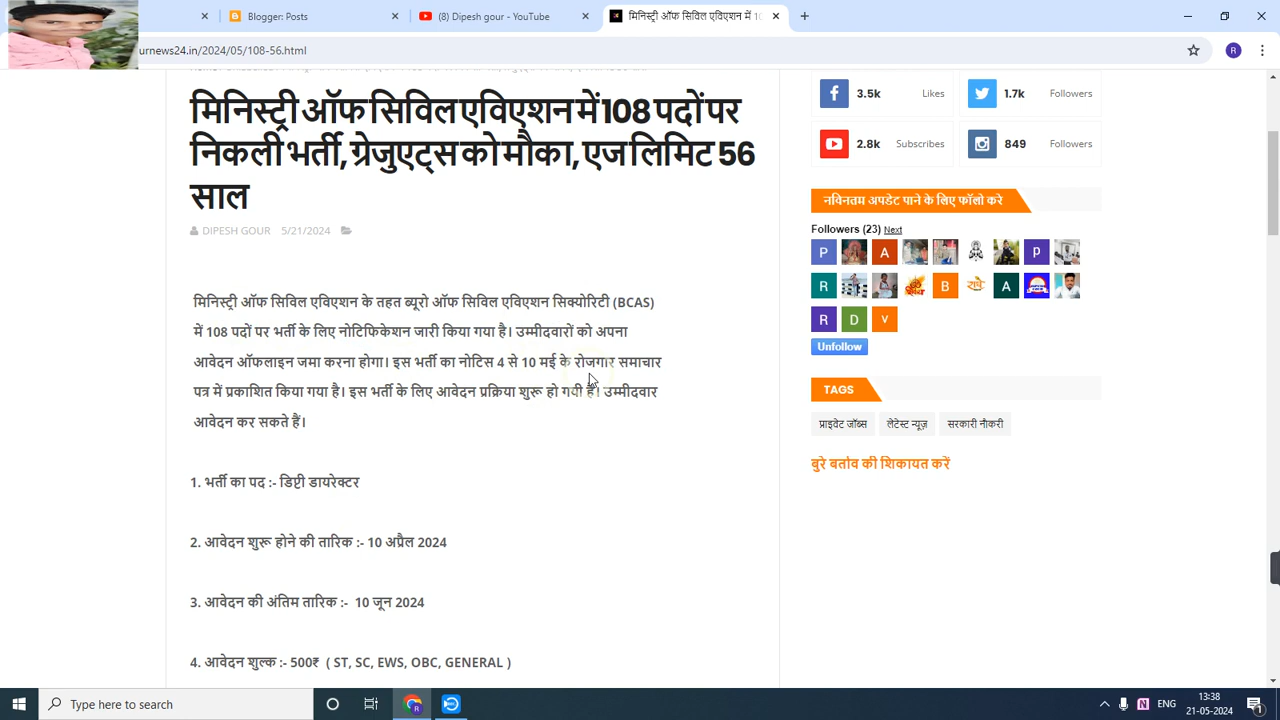 Blogger: Posts
(8) Dipesh gour - YouTube
मिनिस्ट्री ऑफ सिविल एविएशन में 10
urnews24.in/2024/05/108-56.html
R
मिनिस्ट्री ऑफ सिविल एविएशन में 108 पदों पर
निकली भर्ती, ग्रेजुएट्स को मौका, एज लिमिट 56
साल
DIPESH GOUR 5/21/2024
मिनिस्ट्री ऑफ सिविल एविएशन के तहत ब्यूरो ऑफ सिविल एविएशन सिक्योरिटी (BCAS)
में 108 पदों पर भर्ती के लिए नोटिफिकेशन जारी किया गया है। उम्मीदवारों को अपना
आवेदन ऑफलाइन जमा करना होगा। इस भर्ती का नोटिस 4 से 10 मई के रोजगार समाचार
पत्र में प्रकाशित किया गया है। इस भर्ती के लिए आवेदन प्रक्रिया शुरू हो गयी है। उम्मीदवार
आवेदन कर सकते हैं।
1. भर्ती का पद :- डिप्टी डायरेक्टर
2. आवेदन शुरू होने की तारिक :- 10 अप्रैल 2024
3. आवेदन की अंतिम तारिक :- 10 जून 2024
4. आवेदन शुल्क :- 500₹ ( ST, SC, EWS, OBC, GENERAL )
3.5k Likes
1.7k Followers
2.8k Subscribes
849 Followers
नविनतम अपडेट पाने के लिए फॉलो करे
Followers (23) Next
P A p
R B राधे A
R D v
Unfollow
TAGS
प्राइवेट जॉब्स लेटेस्ट न्यूज़ सरकारी नौकरी
बुरे बर्ताव की शिकायत करें
Type here to search
ENG
13:38
21-05-2024